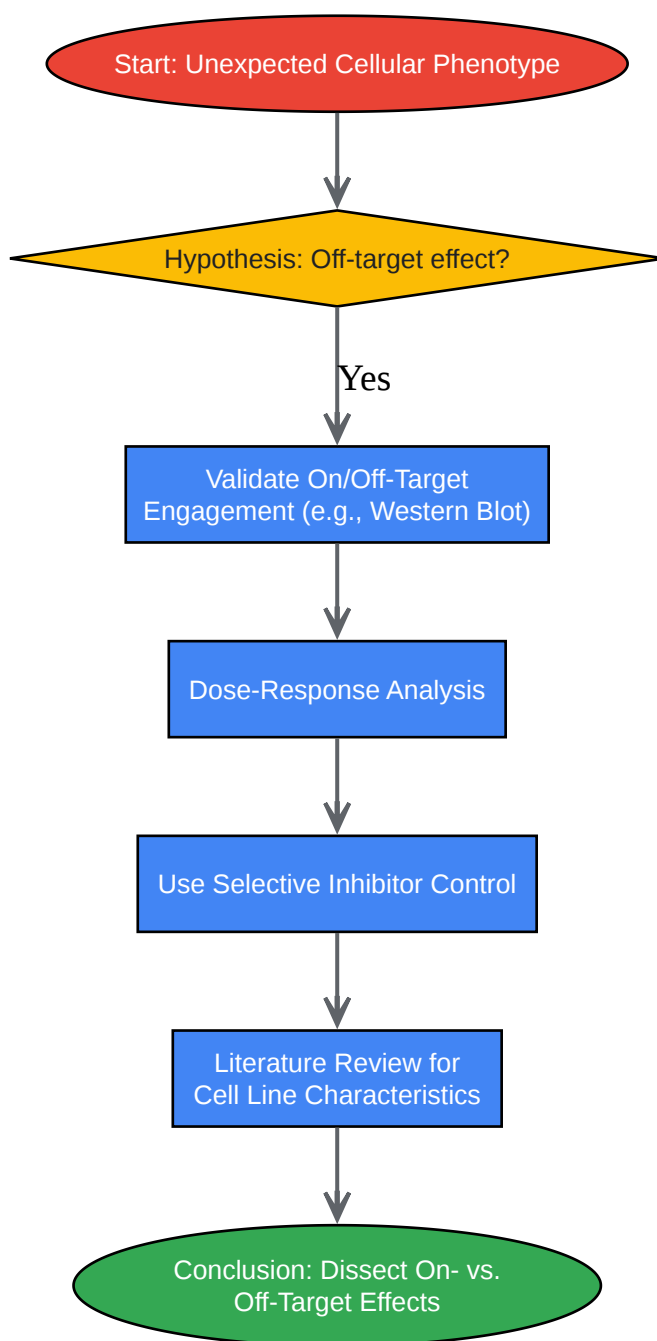 Start: Unexpected Cellular Phenotype
Hypothesis: Off-target effect?
Yes
Validate On/Off-Target
Engagement (e.g., Western Blot)
Dose-Response Analysis
Use Selective Inhibitor Control
Literature Review for
Cell Line Characteristics
Conclusion: Dissect On- vs.
Off-Target Effects